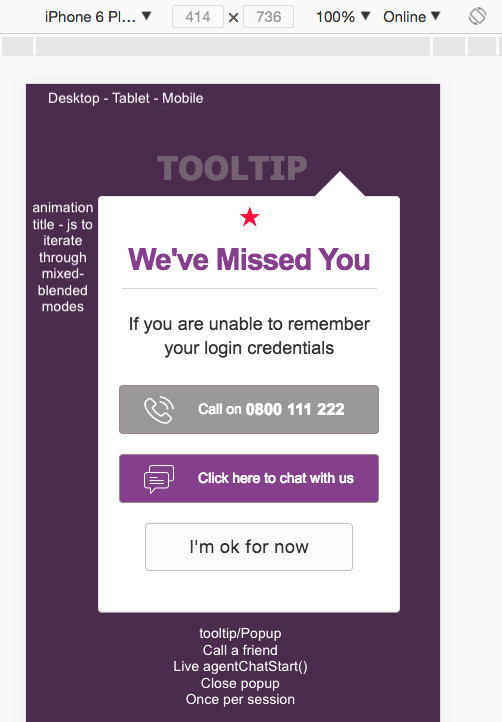 iPhone 6 Pl... ▼ 414 × 736 100% ▼ Online ▼
Desktop - Tablet - Mobile
TOOLTIP
animation
title - js to
iterate
through
mixed-
blended
modes
We've Missed You
If you are unable to remember
your login credentials
Call on 0800 111 222
Click here to chat with us
I'm ok for now
tooltip/Popup
Call a friend
Live agentChatStart()
Close popup
Once per session